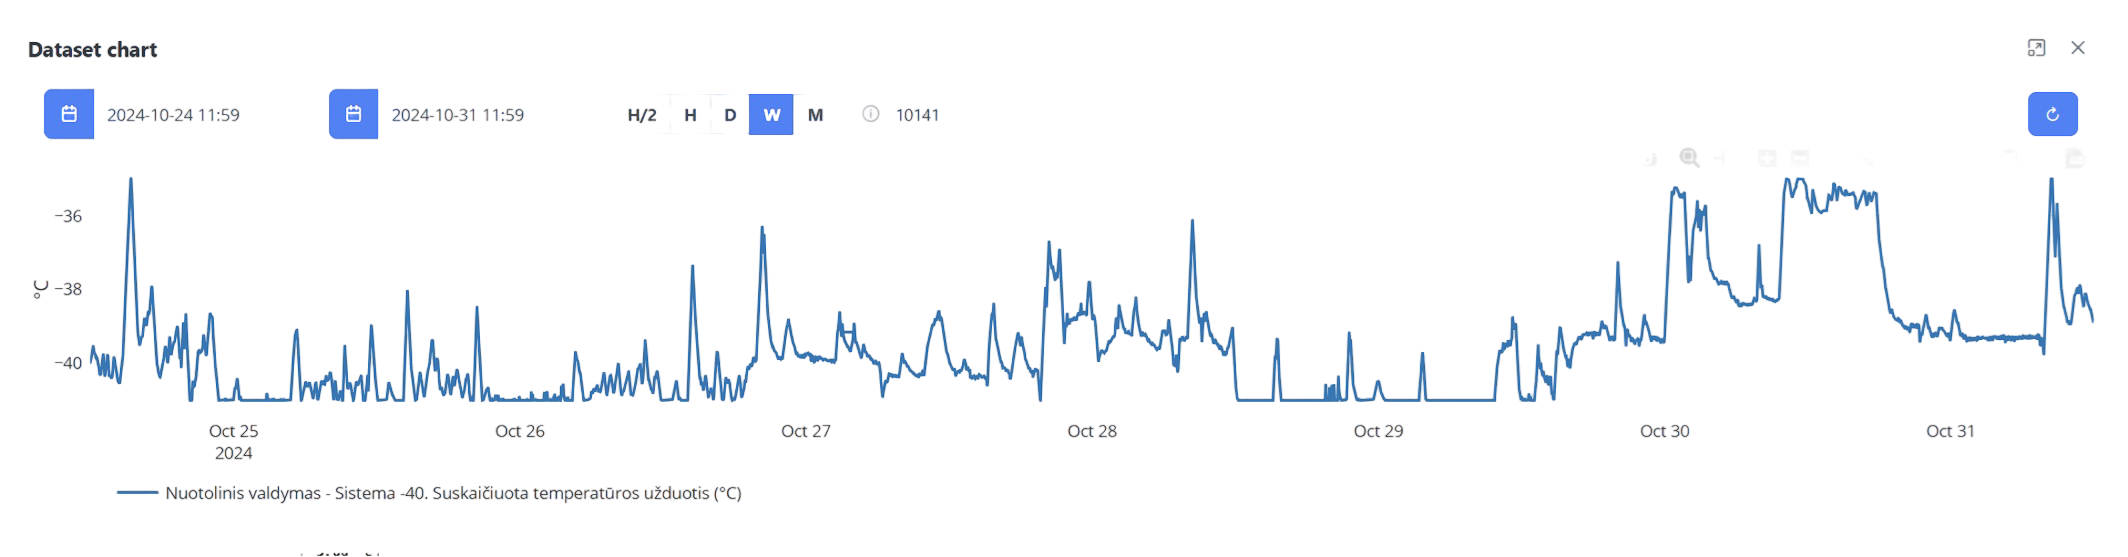 Dataset chart
2024-10-24 11:59 2024-10-31 11:59 H/2 H D W M 10141
−36
−38
−40
°C
Oct 25 Oct 26 Oct 27 Oct 28 Oct 29 Oct 30 Oct 31
2024
Nuotolinis valdymas - Sistema -40. Suskaičiuota temperatūros užduotis (°C)